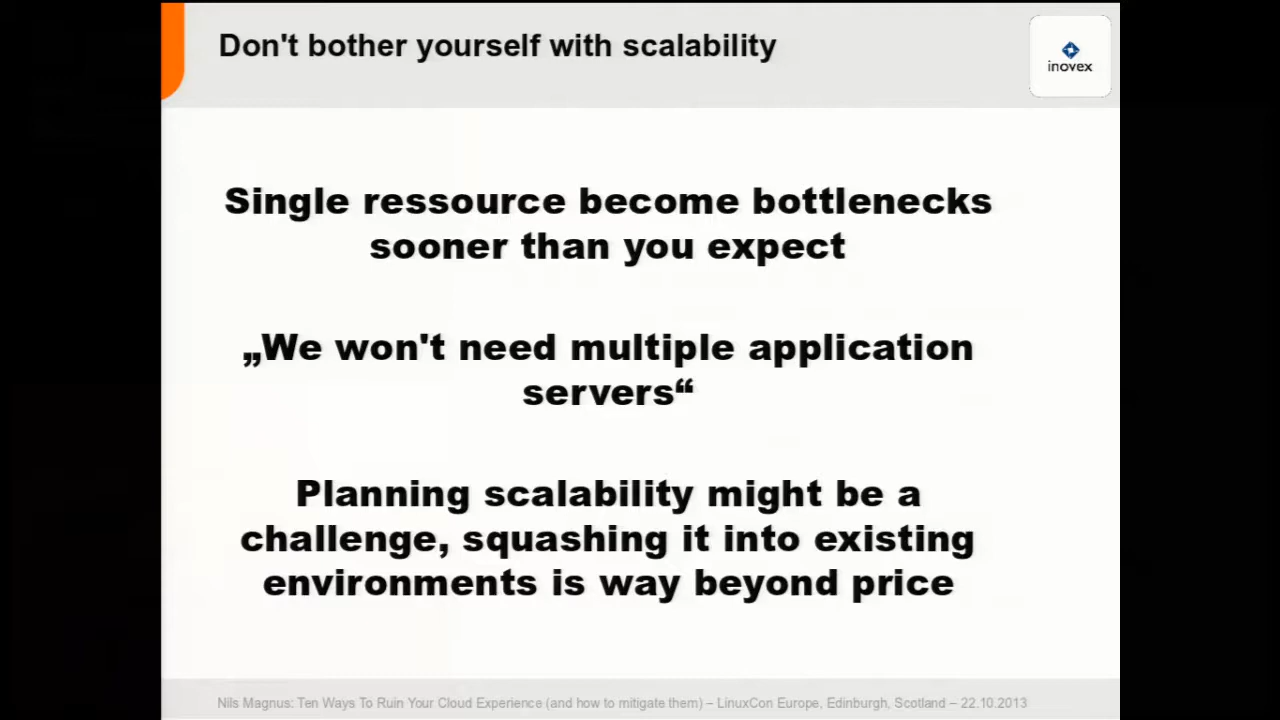 Don't bother yourself with scalability
inovex
Single ressource become bottlenecks
sooner than you expect
„We won't need multiple application
servers“
Planning scalability might be a
challenge, squashing it into existing
environments is way beyond price
Nils Magnus: Ten Ways To Ruin Your Cloud Experience (and how to mitigate them) – LinuxCon Europe, Edinburgh, Scotland – 22.10.2013